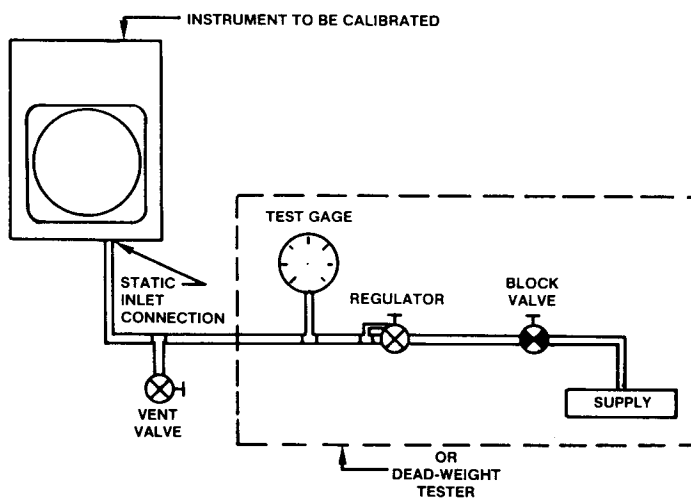 INSTRUMENT TO BE CALIBRATED
TEST GAGE
STATIC
INLET
CONNECTION
REGULATOR
BLOCK
VALVE
VENT
VALVE
SUPPLY
OR
DEAD-WEIGHT
TESTER